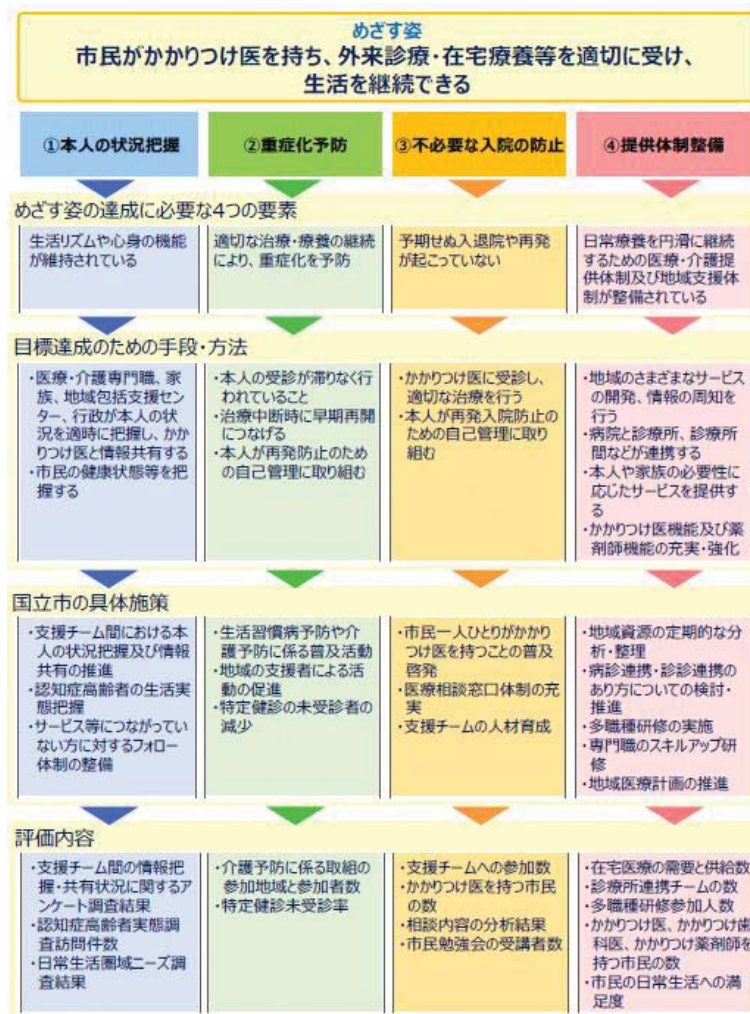 めざす姿
市民がかかりつけ医を持ち、外来診療・在宅療養等を適切に受け、
生活を継続できる
①本人の状況把握
②重症化予防
③不必要な入院の防止
④提供体制整備
めざす姿の達成に必要な4つの要素
生活リズムや心身の機能
が維持されている
適切な治療・療養の継続
により、重症化を予防
予期せぬ入退院や再発
が起こっていない
日常療養を円滑に継続
するための医療・介護提
供体制及び地域支援体
制が整備されている
目標達成のための手段・方法
・医療・介護専門職、家
族、地域包括支援セン
ター、行政が本人の状
況を適時に把握し、かか
りつけ医と情報共有する
・市民の健康状態等を把
握する
・本人の受診が滞りなく行
われていること
・治療中断時に早期再開
につなげる
・本人が再発防止のため
の自己管理に取り組む
・かかりつけ医に受診し、
適切な治療を行う
・本人が再発入院防止の
ための自己管理に取り
組む
・地域のさまざまなサービス
の開発、情報の周知を
行う
・病院と診療所、診療所
間などが連携する
・本人や家族の必要性に
応じたサービスを提供す
る
・かかりつけ医機能及び薬
剤師機能の充実・強化
国立市の具体施策
・支援チーム間における本
人の状況把握及び情報
共有の推進
・認知症高齢者の生活実
態把握
・サービス等につながってい
ない方に対するフォロー
体制の整備
・生活習慣病予防や介
護予防に係る普及活動
・地域の支援者による活
動の促進
・特定健診の未受診者の
減少
・市民一人ひとりがかかり
つけ医を持つことの普及
啓発
・医療相談窓口体制の充
実
・支援チームの人材育成
・地域資源の定期的な分
析・整理
・病診連携・診診連携の
あり方についての検討・
推進
・多職種研修の実施
・専門職のスキルアップ研
修
・地域医療計画の推進
評価内容
・支援チーム間の情報把
握・共有状況に関するア
ンケート調査結果
・認知症高齢者実態調
査訪問件数
・日常生活圏域ニーズ調
査結果
・介護予防に係る取組の
参加地域と参加者数
・特定健診未受診率
・支援チームへの参加数
・かかりつけ医を持つ市民
の数
・相談内容の分析結果
・市民勉強会の受講者数
・在宅医療の需要と供給数
・診療所連携チームの数
・多職種研修参加人数
・かかりつけ医、かかりつけ歯
科医、かかりつけ薬剤師を
持つ市民の数
・市民の日常生活への満
足度